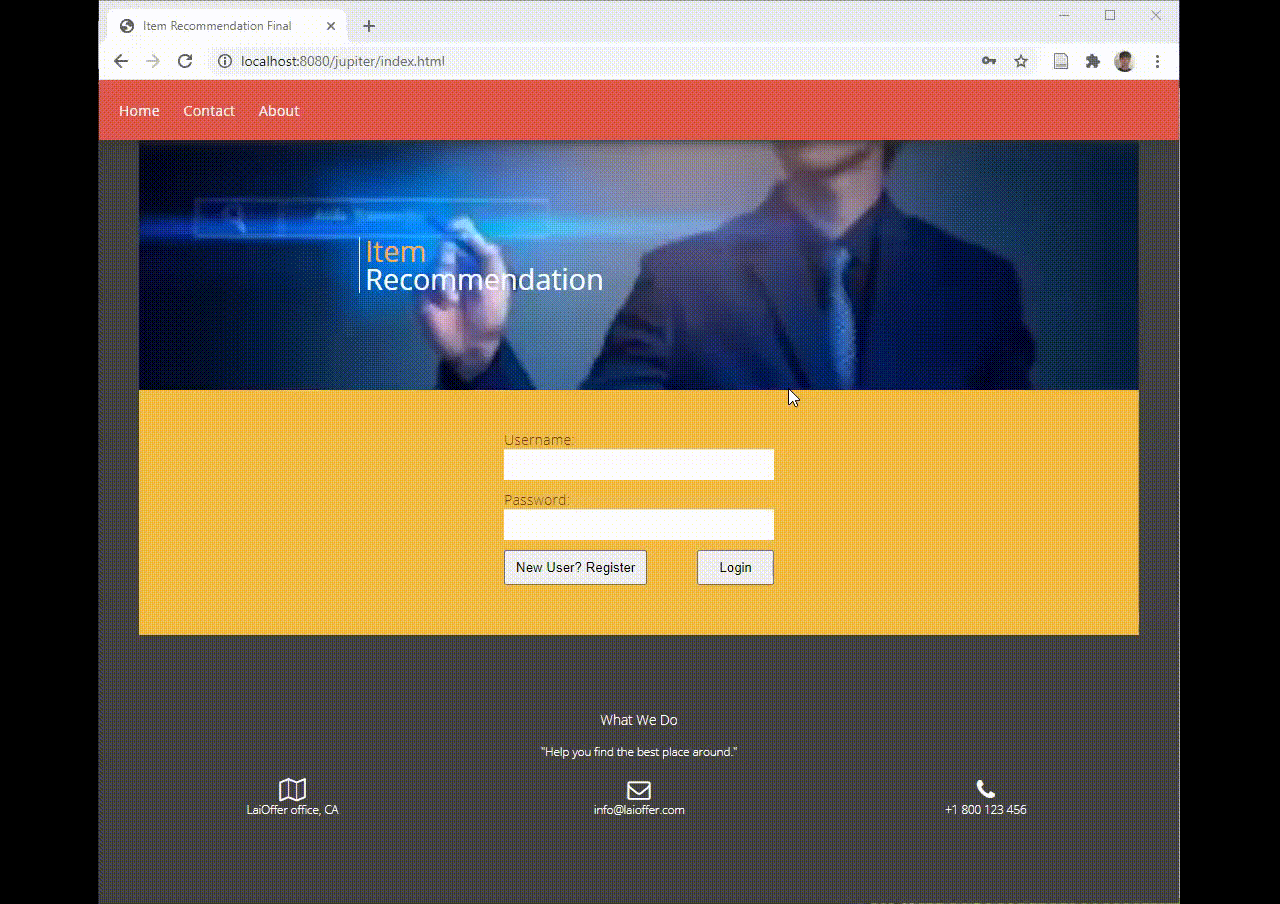 Item Recommendation Final
localhost:8080/jupiter/index.html
Home Contact About
Item
Recommendation
Username:
Password:
New User? Register Login
What We Do
"Help you find the best place around."
LaiOffer office, CA info@laioffer.com +1 800 123 456